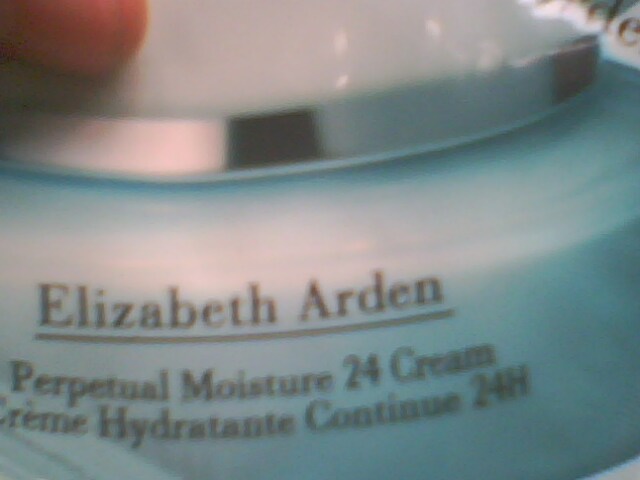 Elizabeth Arden
Perpetual Moisture 24 Cream
Crème Hydratante Continue 24H